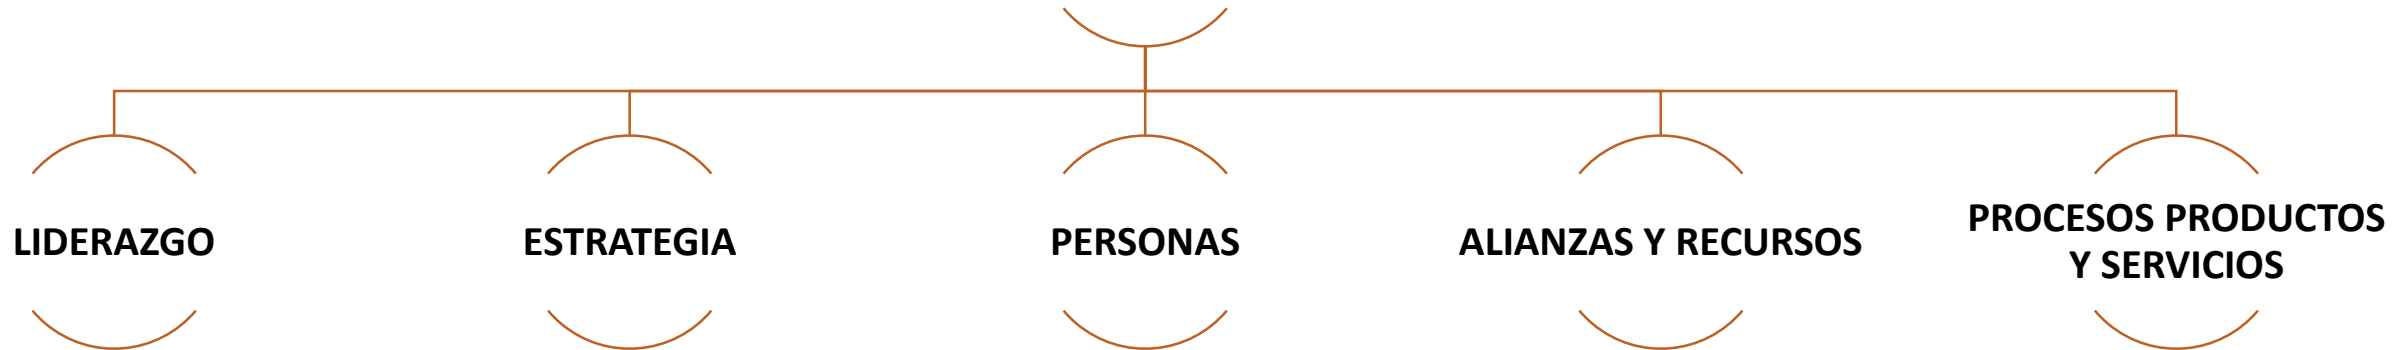 LIDERAZGO
ESTRATEGIA
PERSONAS
ALIANZAS Y RECURSOS
PROCESOS PRODUCTOS
Y SERVICIOS